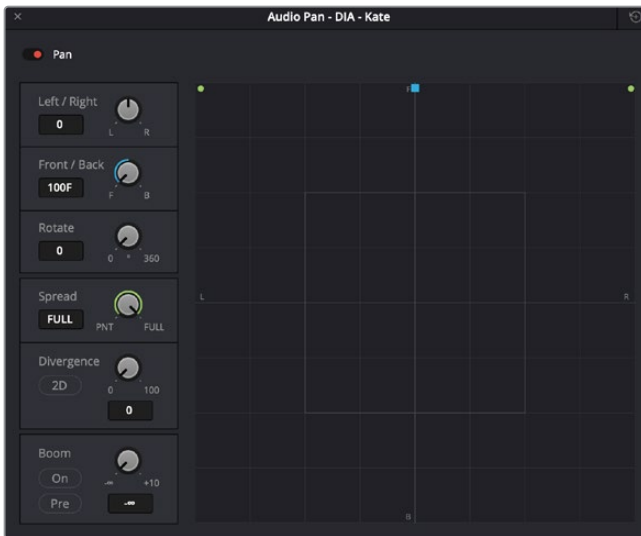 Audio Pan - DIA - Kate
Pan
Left / Right
0
L R
Front / Back
100F
F B
Rotate
0
0 ° 360
Spread
FULL
PNT FULL
Divergence
2D
0 100
0
Boom
On
-∞ +10
Pre
-∞
F
L
R
B